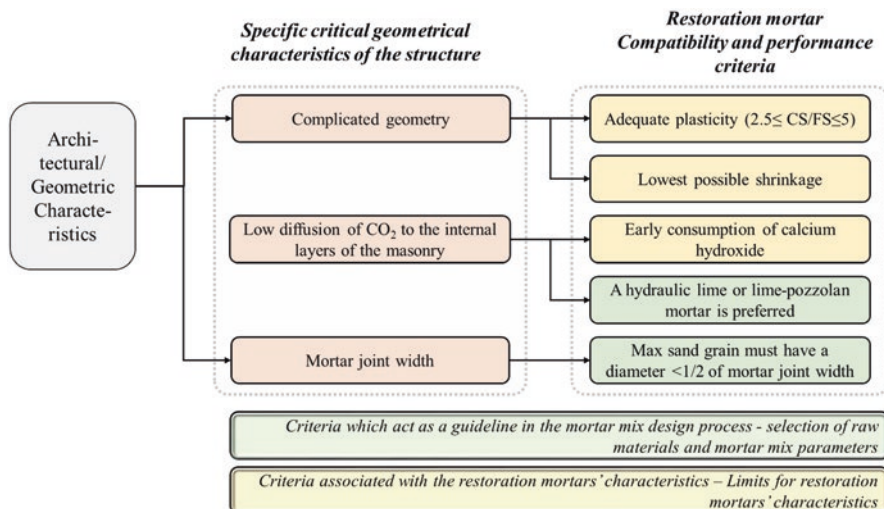 Specific critical geometrical
characteristics of the structure
Restoration mortar
Compatibility and performance
criteria
Archi-
tectural/
Geometric
Characte-
ristics
Complicated geometry
Adequate plasticity (2.5≤ CS/FS≤5)
Lowest possible shrinkage
Low diffusion of CO₂ to the internal
layers of the masonry
Early consumption of calcium
hydroxide
A hydraulic lime or lime-pozzolan
mortar is preferred
Mortar joint width
Max sand grain must have a
diameter <1/2 of mortar joint width
Criteria which act as a guideline in the mortar mix design process - selection of raw
materials and mortar mix parameters
Criteria associated with the restoration mortars' characteristics – Limits for restoration
mortars' characteristics